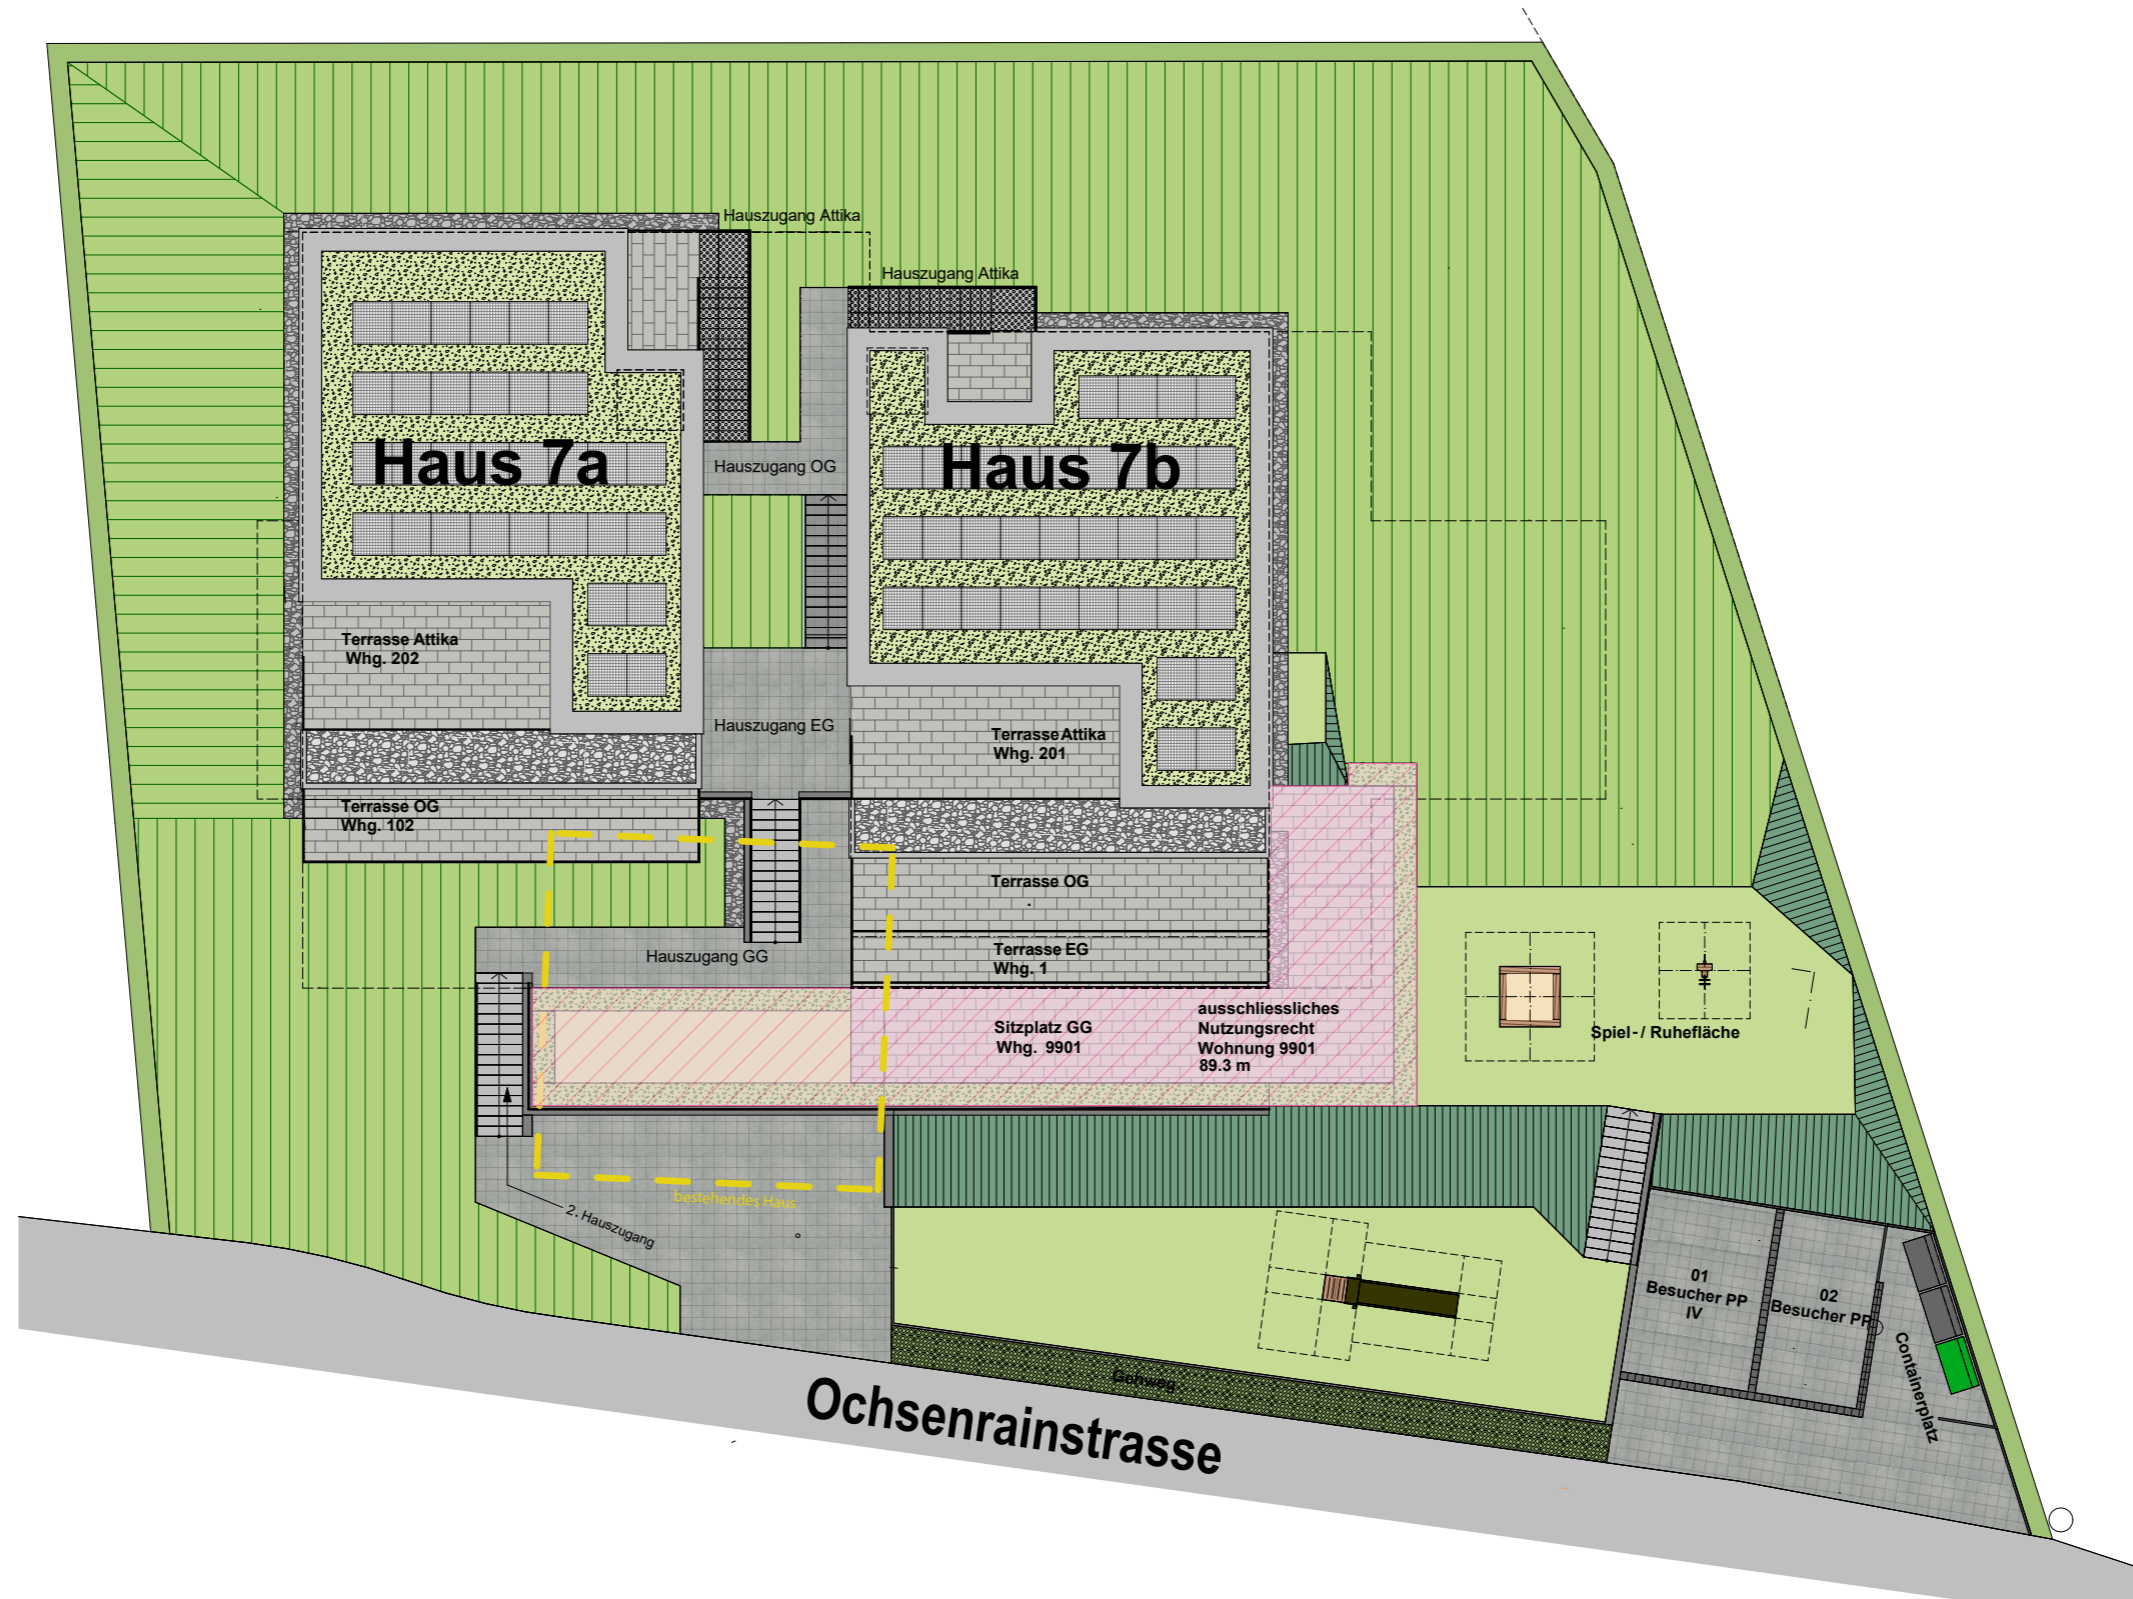 Hauszugang Attika
Hauszugang Attika
Haus 7a
Hauszugang OG
Haus 7b
Terrasse Attika
Whg. 202
Hauszugang EG
Terrasse Attika
Whg. 201
Terrasse OG
Whg. 102
Terrasse OG
Terrasse EG
Whg. 1
Hauszugang GG
Sitzplatz GG
Whg. 9901
ausschliessliches
Nutzungsrecht
Wohnung 9901
89.3 m
Spiel- / Ruhefläche
bestehendes Haus
2. Hauszugang
01
Besucher PP
IV
02
Besucher PP
Containerplatz
Gehweg
Ochsenrainstrasse